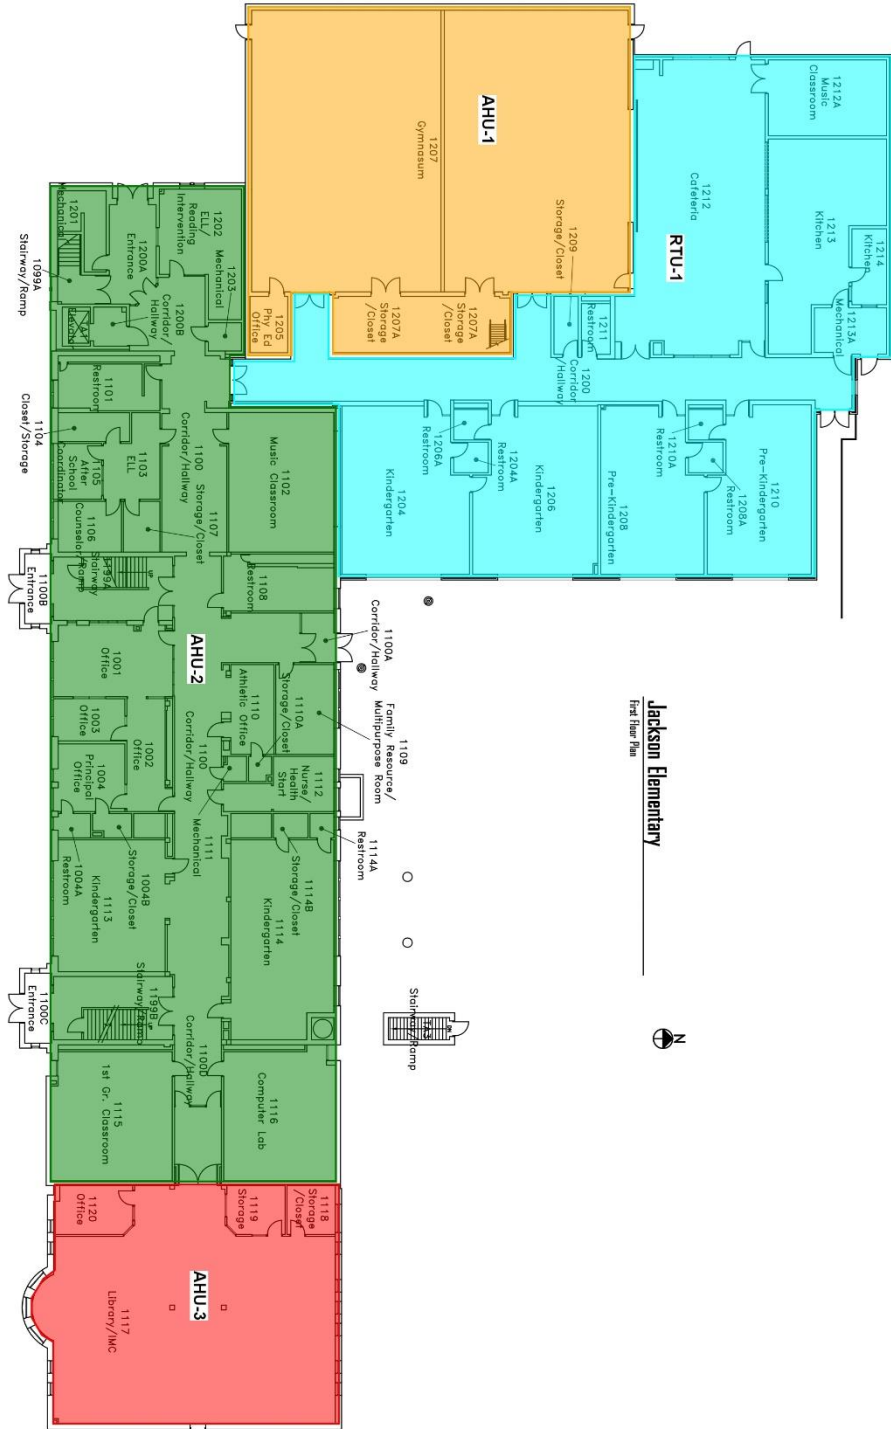 Jackson Elementary
First Floor Plan
N
AHU-1
1207
Gymnasum
1209
Storage/Closet
1212
Cafeteria
RTU-1
1212A
Music
Classroom
1213
Kitchen
1214
Kitchen
1213A
Mechanical
1211
Restroom
1207A
Storage
/Closet
1207A
Storage
/Closet
1205
Phy Ed
Office
1200
Corridor
/Hallway
1202
ELL/
Reading
Intervention
1203
Mechanical
1201
Mechanical
1200A
Entrance
1099A
Stairway/Ramp
1200B
Corridor/
Hallway
1101
Restroom
1104
Closet/Storage
1103
ELL
1105
After
School
Coordinator
1106
Counselor
1107
Storage/Closet
1100
Corridor/Hallway
1102
Music Classroom
1206A
Restroom
1204A
Restroom
1204
Kindergarten
1206
Kindergarten
1210A
Restroom
1208A
Restroom
1208
Pre-Kindergarten
1210
Pre-Kindergarten
1199A
Stairway
/Ramp
UP
1100B
Entrance
1108
Restroom
1100A
Corridor/Hallway
AHU-2
1001
Office
1003
Office
1002
Office
1004
Principal
Office
1110
Athletic Office
1110A
Storage/Closet
1109
Family Resource/
Multipurpose Room
1100
Corridor/Hallway
1111
Mechanical
1112
Nurse/
Health
Start
1114A
Restroom
1114B
Storage/Closet
1114
Kindergarten
1004A
Restroom
1004B
Storage/Closet
1113
Kindergarten
1199B
Stairway/Ramp
UP
1100C
Entrance
TA3
Stairway/Ramp
DN
1100D
Corridor/
Hallway
1115
1st Gr. Classroom
1116
Computer Lab
1118
Storage
/Closet
1119
Storage
1120
Office
AHU-3
1117
Library/IMC